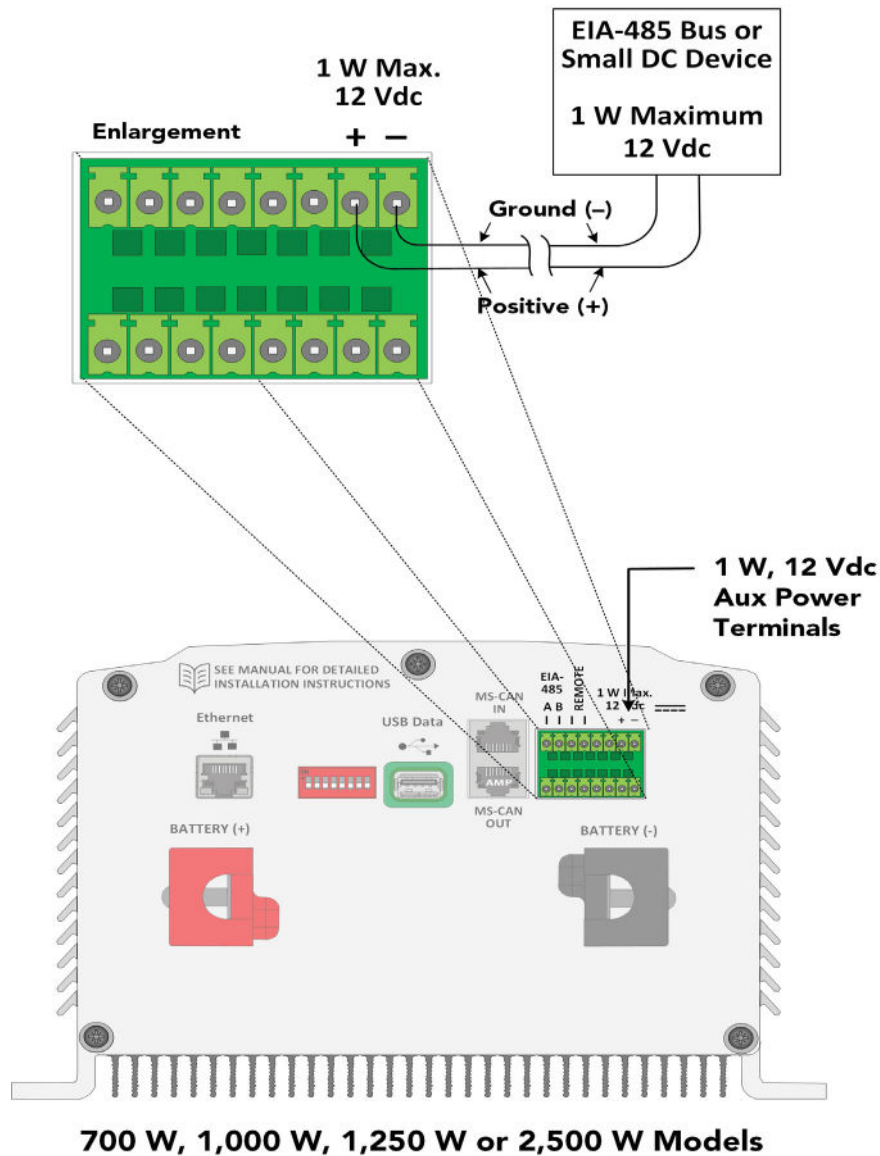 EIA-485 Bus or
Small DC Device
1 W Maximum
12 Vdc
1 W Max.
12 Vdc
+ −
Enlargement
Ground (–)
Positive (+)
1 W, 12 Vdc
Aux Power
Terminals
SEE MANUAL FOR DETAILED
INSTALLATION INSTRUCTIONS
Ethernet
USB Data
MS-CAN
IN
AMP
MS-CAN
OUT
EIA-
485
A B
REMOTE
1 W Max.
12 Vdc
+ −
BATTERY (+)
BATTERY (-)
700 W, 1,000 W, 1,250 W or 2,500 W Models